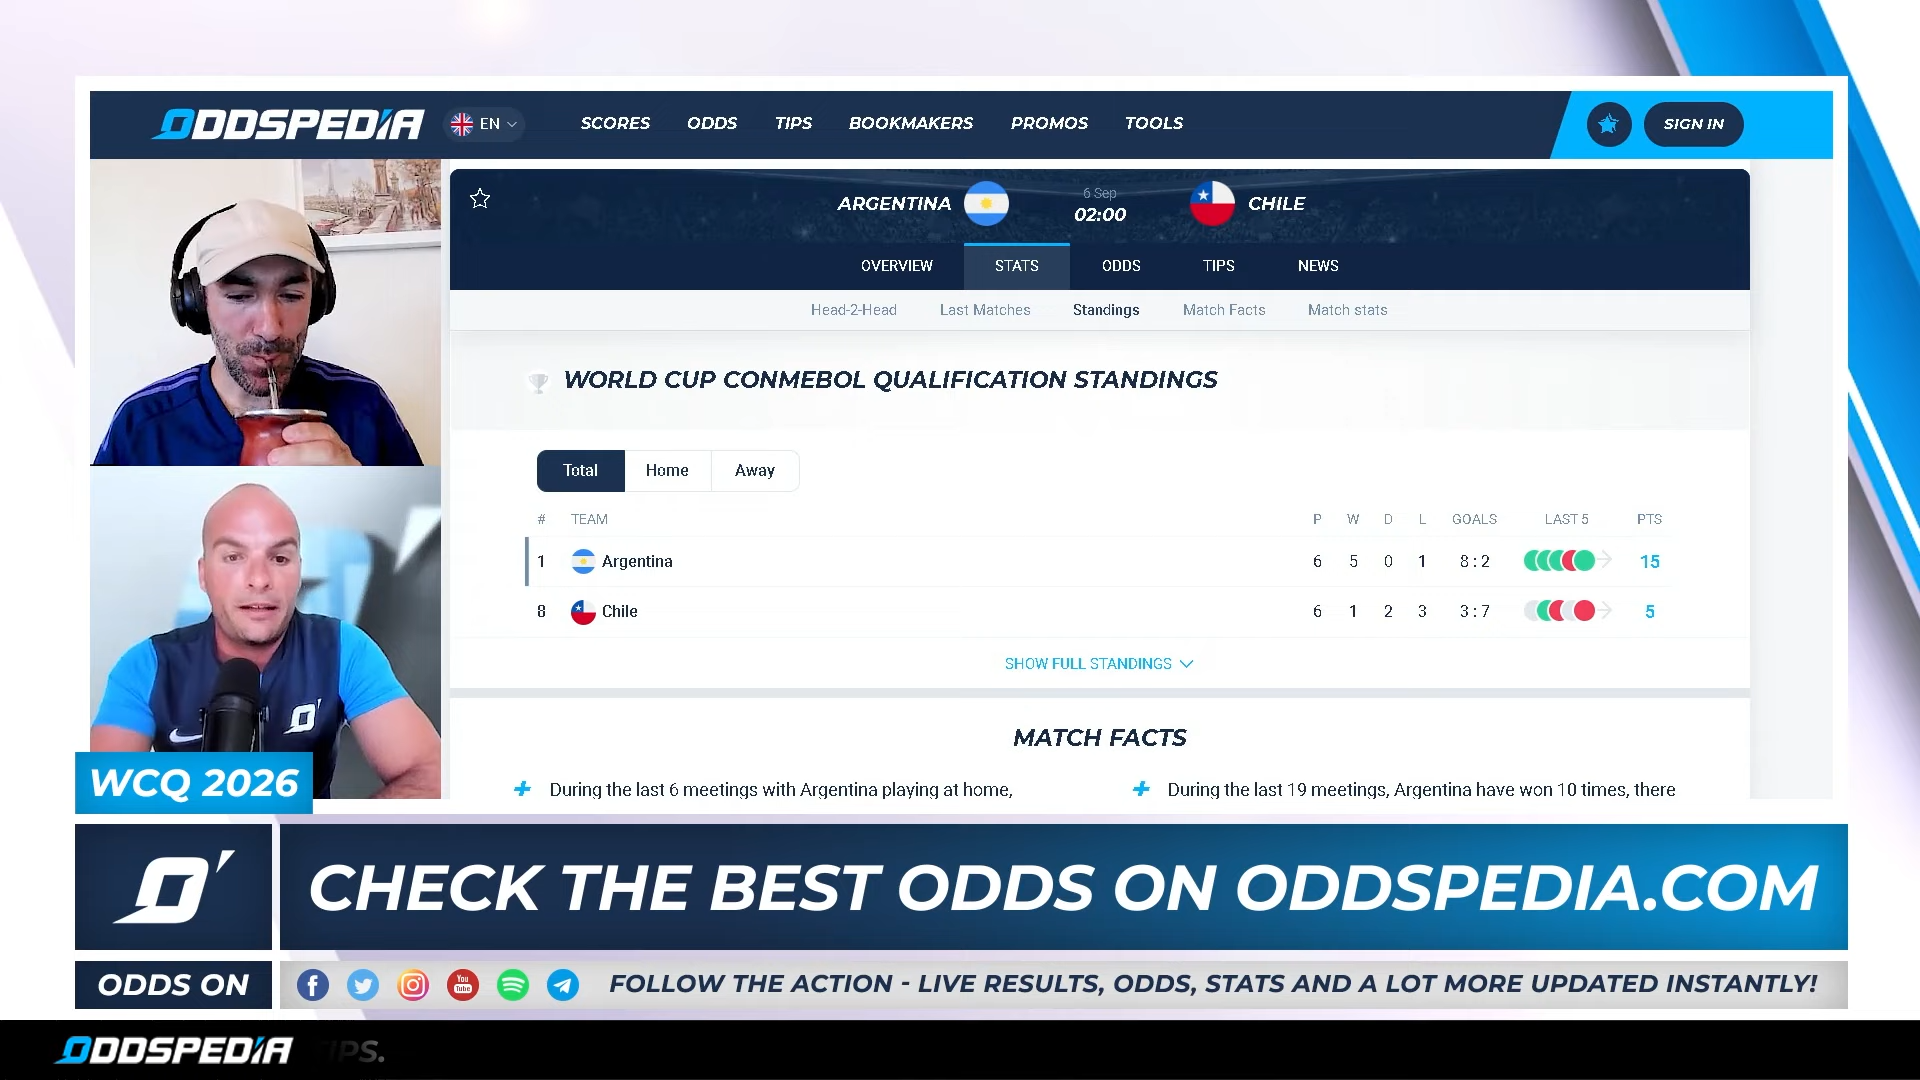 ODDSPEDIA EN SCORES ODDS TIPS BOOKMAKERS PROMOS TOOLS SIGN IN
ARGENTINA 6 Sep 02:00 CHILE
OVERVIEW STATS ODDS TIPS NEWS
Head-2-Head Last Matches Standings Match Facts Match stats
WORLD CUP CONMEBOL QUALIFICATION STANDINGS
Total Home Away
# TEAM P W D L GOALS LAST 5 PTS
1 Argentina 6 5 0 1 8 : 2 15
8 Chile 6 1 2 3 3 : 7 5
SHOW FULL STANDINGS
MATCH FACTS
During the last 6 meetings with Argentina playing at home,
During the last 19 meetings, Argentina have won 10 times, there
O'
WCQ 2026
O' CHECK THE BEST ODDS ON ODDSPEDIA.COM
ODDS ON You Tube FOLLOW THE ACTION - LIVE RESULTS, ODDS, STATS AND A LOT MORE UPDATED INSTANTLY!
ODDSPEDIA TIPS.